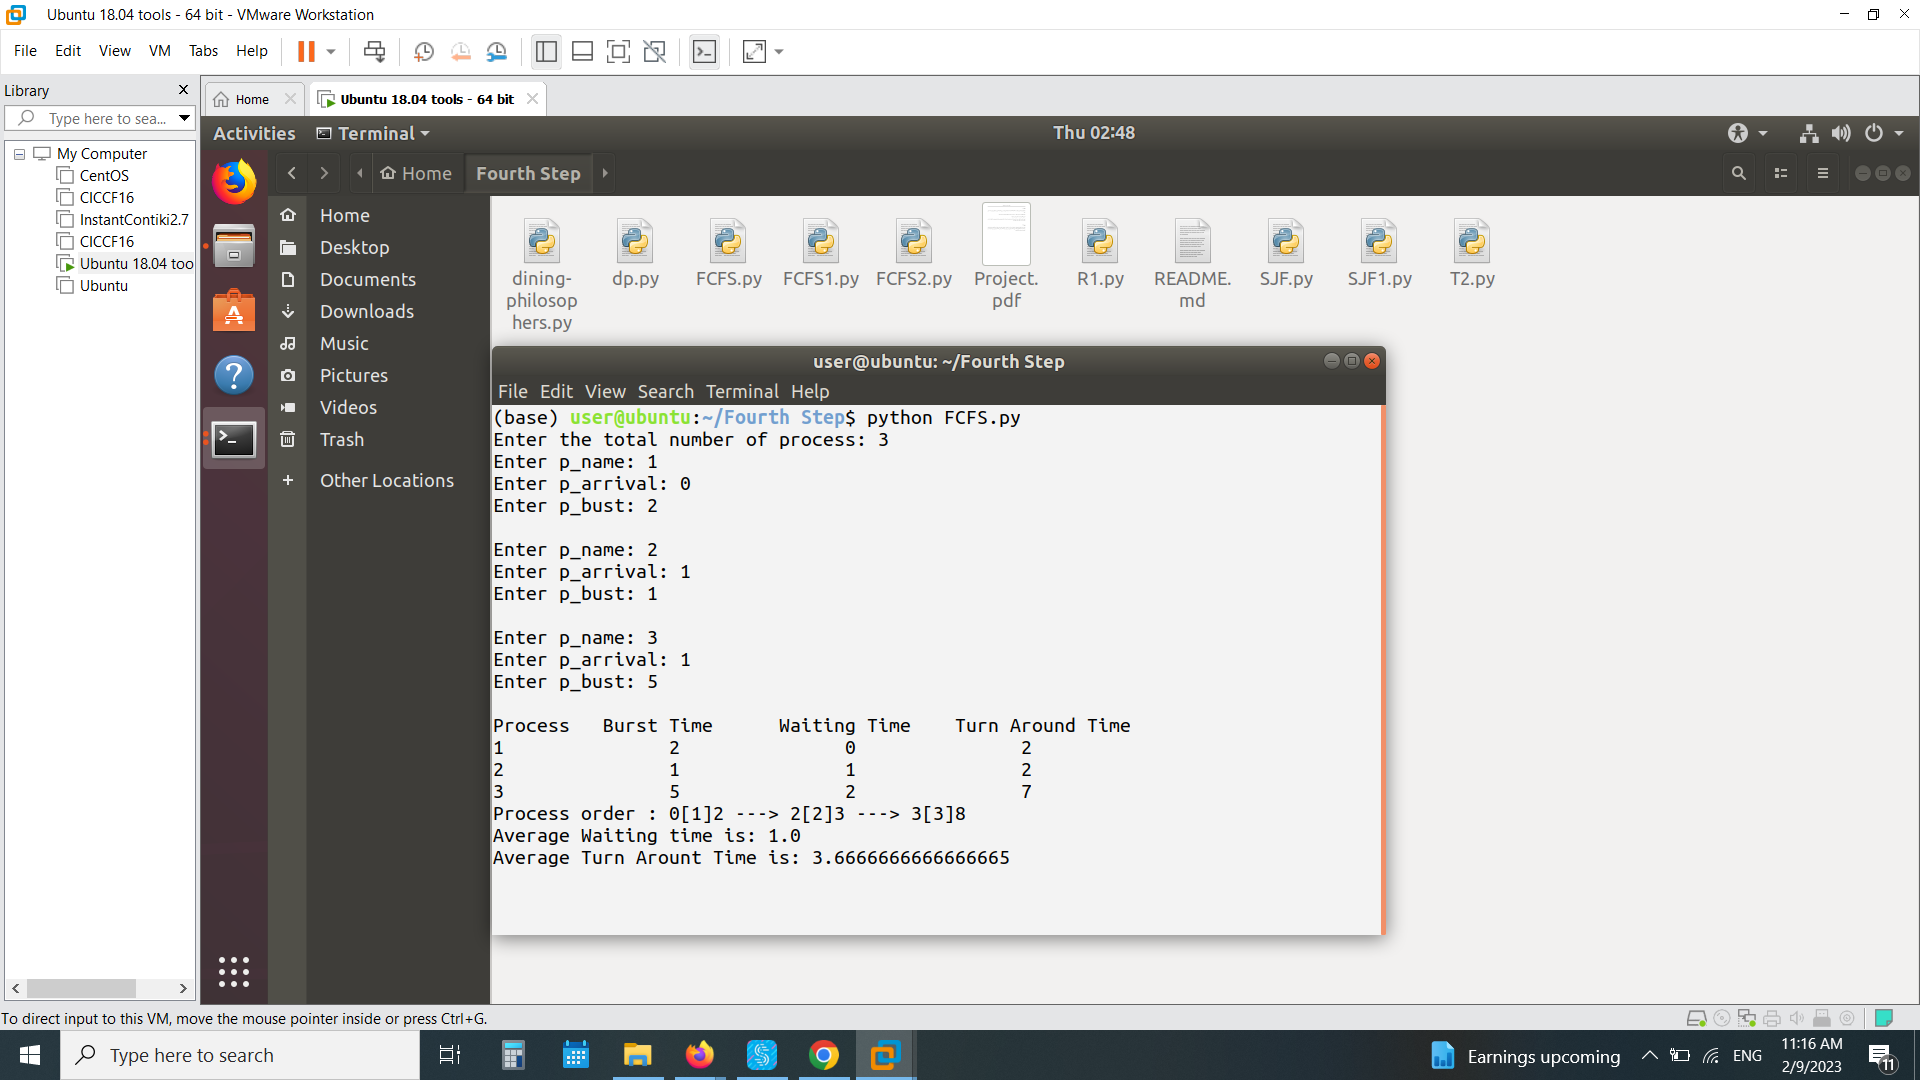 Ubuntu 18.04 tools - 64 bit - VMware Workstation
File Edit View VM Tabs Help
Library
Type here to sea...
My Computer
CentOS
CICCF16
InstantContiki2.7
CICCF16
Ubuntu 18.04 too
Ubuntu
Home
Ubuntu 18.04 tools - 64 bit
Activities Terminal Thu 02:48
Home Fourth Step
Home
Desktop
Documents
Downloads
Music
Pictures
Videos
Trash
Other Locations
dining-
philosop
hers.py
dp.py
FCFS.py
FCFS1.py
FCFS2.py
Project.
pdf
R1.py
README.
md
SJF.py
SJF1.py
T2.py
user@ubuntu: ~/Fourth Step
File Edit View Search Terminal Help
(base) user@ubuntu:~/Fourth Step$ python FCFS.py
Enter the total number of process: 3
Enter p_name: 1
Enter p_arrival: 0
Enter p_bust: 2
Enter p_name: 2
Enter p_arrival: 1
Enter p_bust: 1
Enter p_name: 3
Enter p_arrival: 1
Enter p_bust: 5
Process Burst Time Waiting Time Turn Around Time
1 2 0 2
2 1 1 2
3 5 2 7
Process order : 0[1]2 ---> 2[2]3 ---> 3[3]8
Average Waiting time is: 1.0
Average Turn Arount Time is: 3.6666666666666665
To direct input to this VM, move the mouse pointer inside or press Ctrl+G.
Type here to search
Earnings upcoming
ENG
11:16 AM
2/9/2023
11